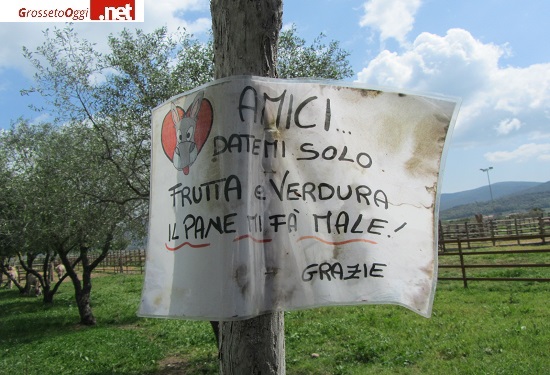 GrossetoOggi.net
AMICI...
DATEMI SOLO
FRUTTA e VERDURA
IL PANE MI FÀ MALE!
GRAZIE